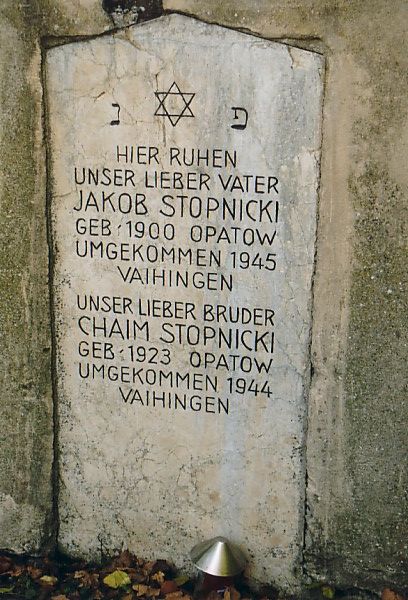 פ נ
HIER RUHEN
UNSER LIEBER VATER
JAKOB STOPNICKI
GEB. 1900 OPATOW
UMGEKOMMEN 1945
VAIHINGEN
UNSER LIEBER BRUDER
CHAIM STOPNICKI
GEB. 1923 OPATOW
UMGEKOMMEN 1944
VAIHINGEN